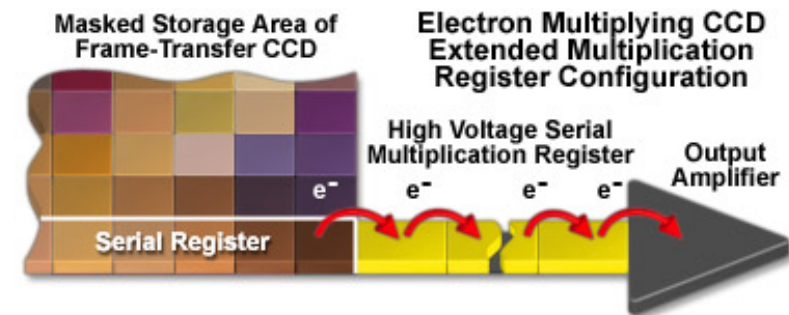 Masked Storage Area of
Frame-Transfer CCD
Electron Multiplying CCD
Extended Multiplication
Register Configuration
High Voltage Serial
Multiplication Register
Output
Amplifier
e-
e-
e-
e-
Serial Register